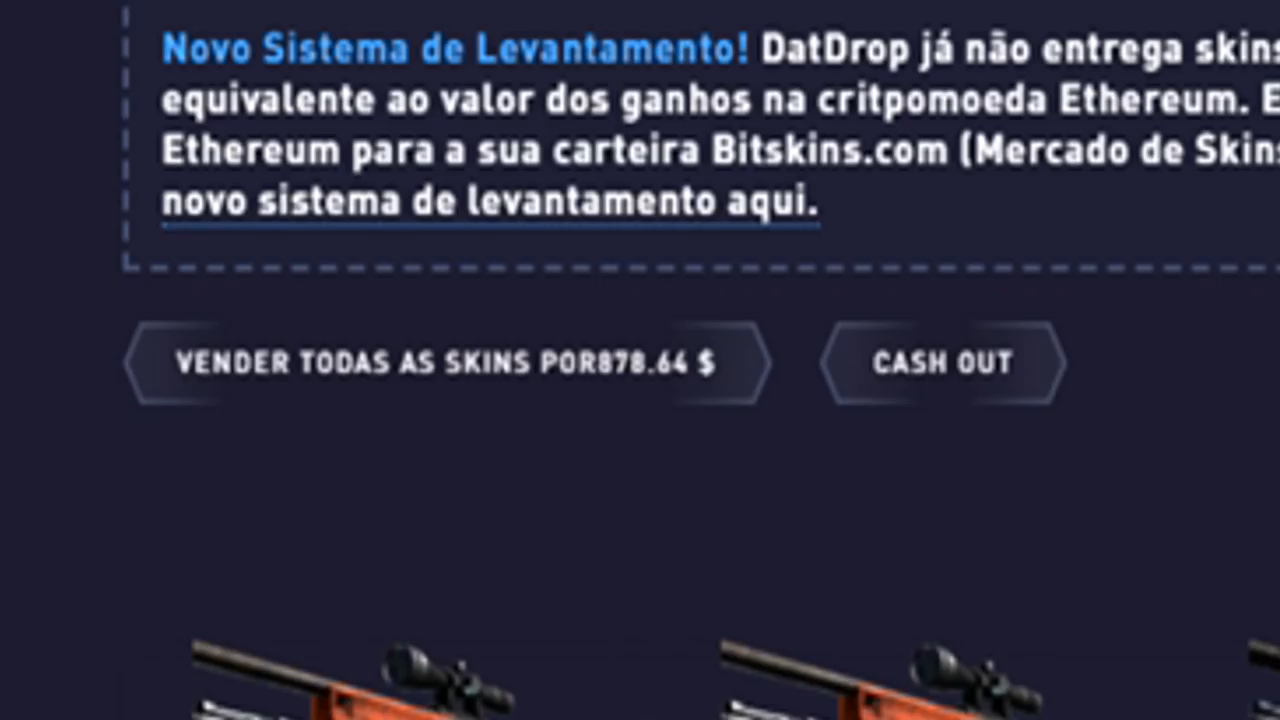 Novo Sistema de Levantamento! DatDrop já não entrega skins
equivalente ao valor dos ganhos na critpomoeda Ethereum. E
Ethereum para a sua carteira Bitskins.com (Mercado de Skins
novo sistema de levantamento aqui.
VENDER TODAS AS SKINS POR878.64 $
CASH OUT